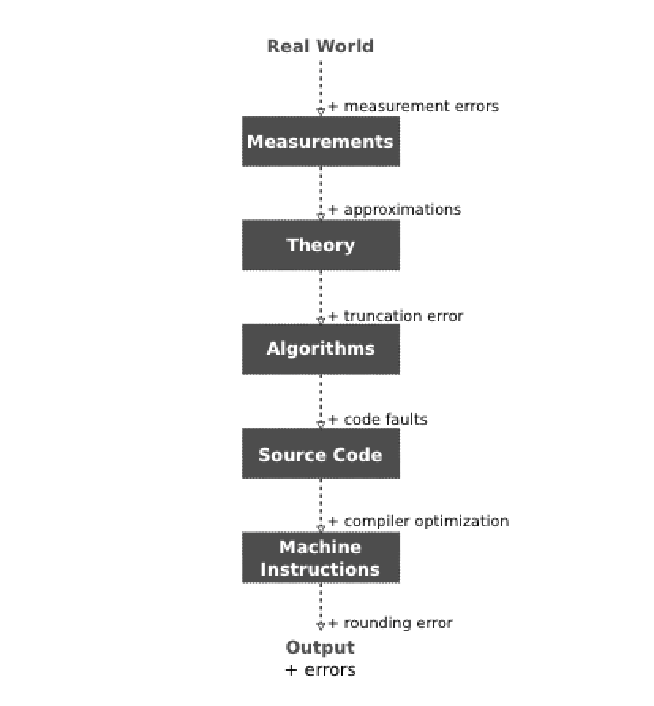 Real World
+ measurement errors
Measurements
+ approximations
Theory
+ truncation error
Algorithms
+ code faults
Source Code
+ compiler optimization
Machine
Instructions
+ rounding error
Output
+ errors